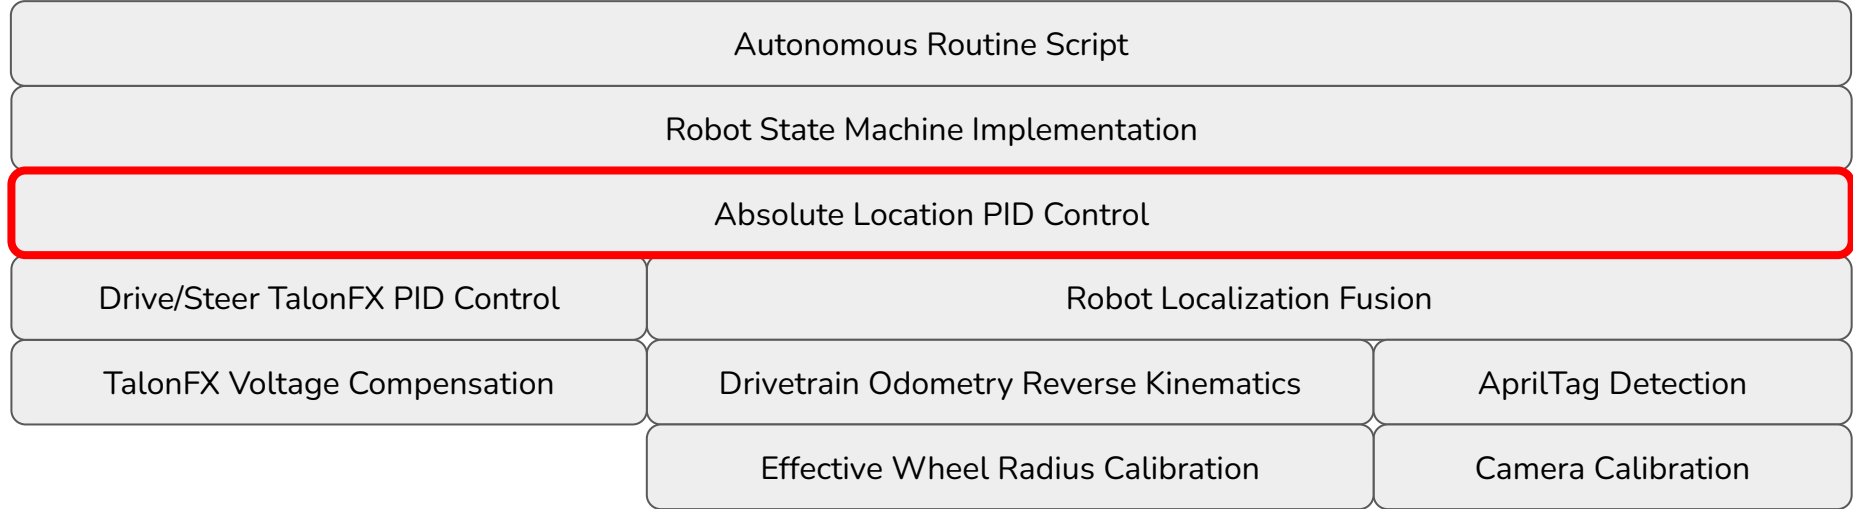 Autonomous Routine Script
Robot State Machine Implementation
Absolute Location PID Control
Drive/Steer TalonFX PID Control
Robot Localization Fusion
TalonFX Voltage Compensation
Drivetrain Odometry Reverse Kinematics
AprilTag Detection
Effective Wheel Radius Calibration
Camera Calibration